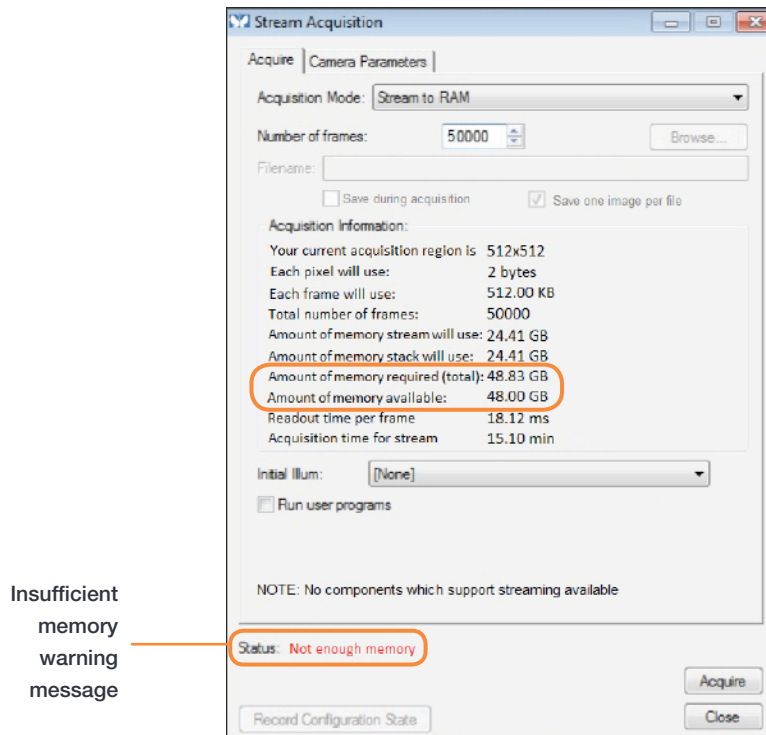 Stream Acquisition
Acquire Camera Parameters
Acquisition Mode: Stream to RAM
Number of frames: 50000 Browse...
Filename:
Save during acquisition Save one image per file
Acquisition Information:
Your current acquisition region is 512x512
Each pixel will use: 2 bytes
Each frame will use: 512.00 KB
Total number of frames: 50000
Amount of memory stream will use: 24.41 GB
Amount of memory stack will use: 24.41 GB
Amount of memory required (total): 48.83 GB
Amount of memory available: 48.00 GB
Readout time per frame 18.12 ms
Acquisition time for stream 15.10 min
Initial Illum: [None]
Run user programs
NOTE: No components which support streaming available
Insufficient
memory
warning
message
Status: Not enough memory
Acquire
Record Configuration State Close